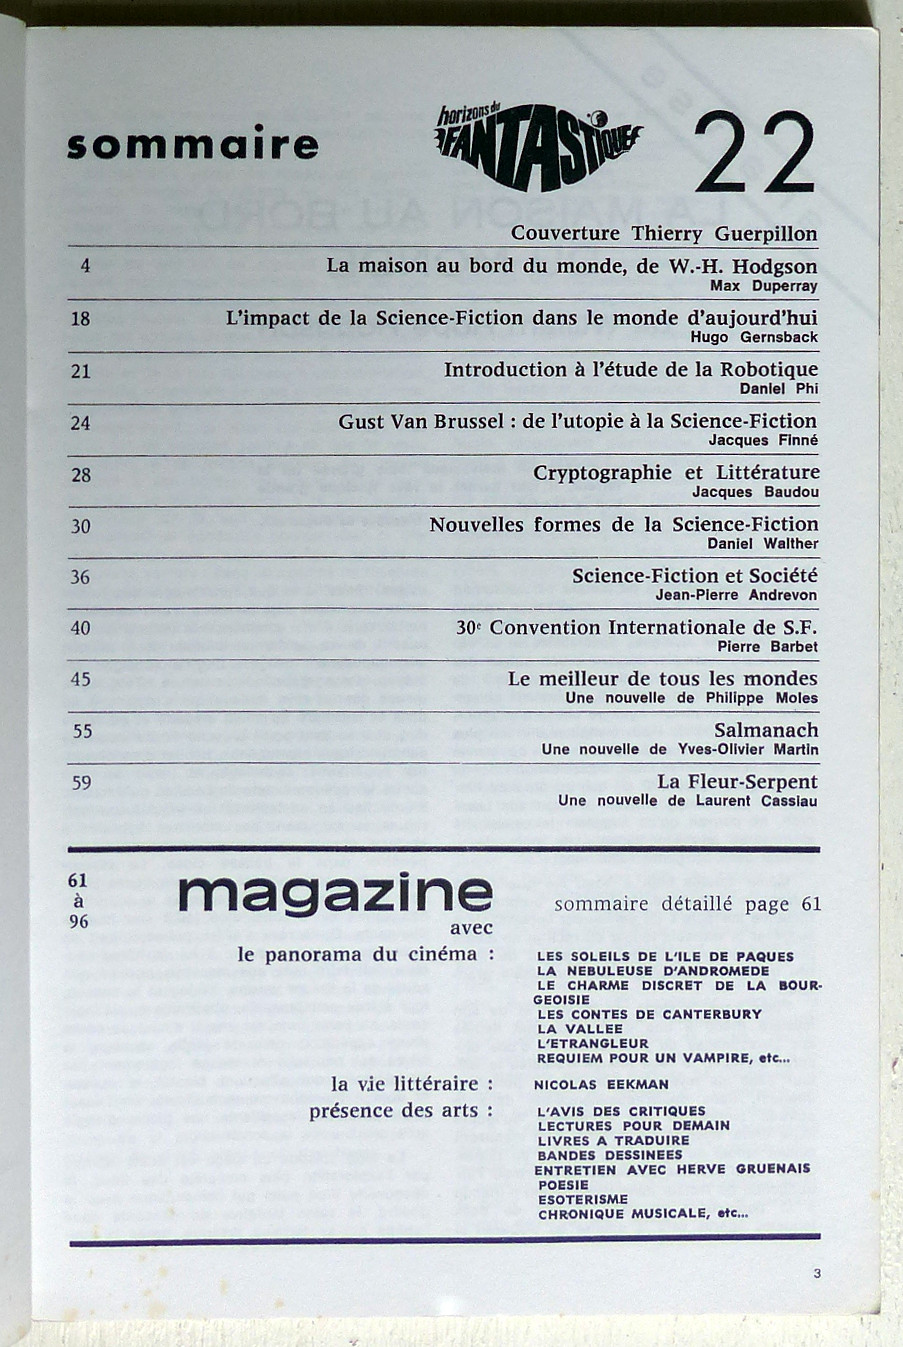 sommaire
horizons du
FANTASTIQUE
22
Couverture Thierry Guerpillon
4 La maison au bord du monde, de W.-H. Hodgson
Max Duperray
18 L'impact de la Science-Fiction dans le monde d'aujourd'hui
Hugo Gernsback
21 Introduction à l'étude de la Robotique
Daniel Phi
24 Gust Van Brussel : de l'utopie à la Science-Fiction
Jacques Finné
28 Cryptographie et Littérature
Jacques Baudou
30 Nouvelles formes de la Science-Fiction
Daniel Walther
36 Science-Fiction et Société
Jean-Pierre Andrevon
40 30e Convention Internationale de S.F.
Pierre Barbet
45 Le meilleur de tous les mondes
Une nouvelle de Philippe Moles
55 Salmanach
Une nouvelle de Yves-Olivier Martin
59 La Fleur-Serpent
Une nouvelle de Laurent Cassiau
61
à
96
magazine
sommaire détaillé page 61
avec
le panorama du cinéma : LES SOLEILS DE L'ILE DE PAQUES
LA NEBULEUSE D'ANDROMEDE
LE CHARME DISCRET DE LA BOUR-
GEOISIE
LES CONTES DE CANTERBURY
LA VALLEE
L'ETRANGLEUR
REQUIEM POUR UN VAMPIRE, etc...
la vie littéraire : NICOLAS EEKMAN
présence des arts : L'AVIS DES CRITIQUES
LECTURES POUR DEMAIN
LIVRES A TRADUIRE
BANDES DESSINEES
ENTRETIEN AVEC HERVE GRUENAIS
POESIE
ESOTERISME
CHRONIQUE MUSICALE, etc...
3